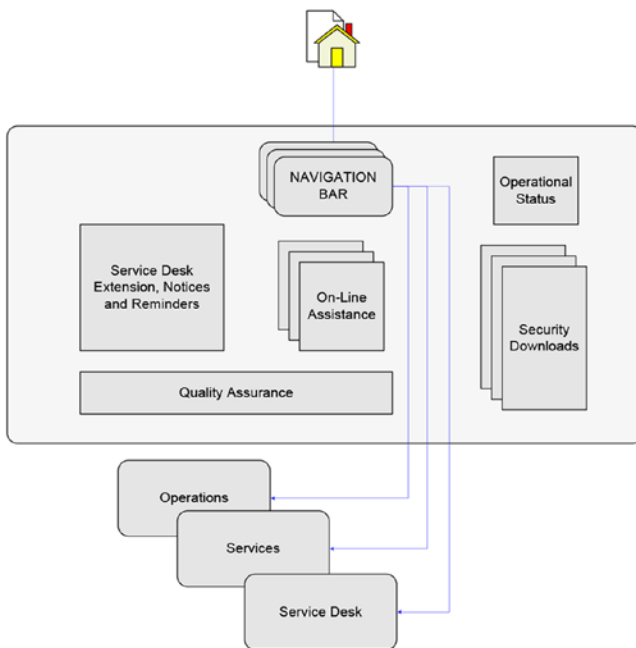 NAVIGATION
BAR
Operational
Status
Service Desk
Extension, Notices
and Reminders
On-Line
Assistance
Security
Downloads
Quality Assurance
Operations
Services
Service Desk